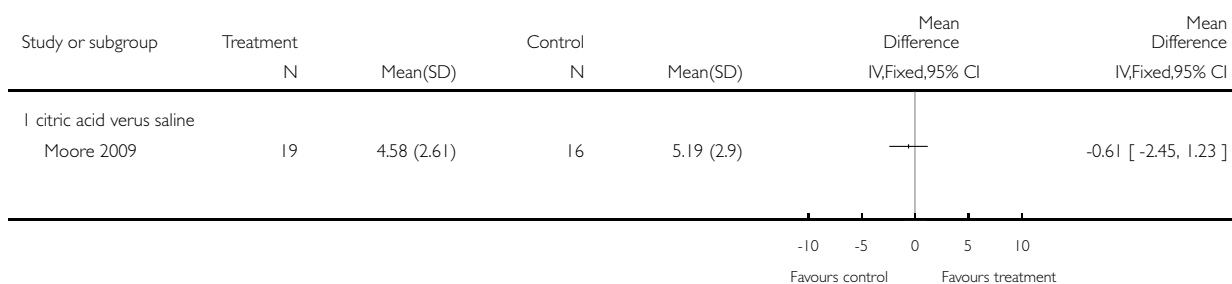 Mean Mean
Study or subgroup Treatment Control Difference Difference
N Mean(SD) N Mean(SD) IV,Fixed,95% CI IV,Fixed,95% CI
1 citric acid verus saline
Moore 2009 19 4.58 (2.61) 16 5.19 (2.9) -0.61 [ -2.45, 1.23 ]
-10 -5 0 5 10
Favours control Favours treatment